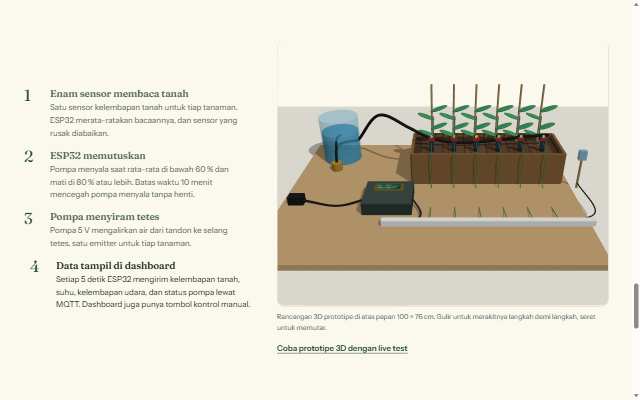 1
Enam sensor membaca tanah
Satu sensor kelembapan tanah untuk tiap tanaman.
ESP32 merata-ratakan bacaannya, dan sensor yang
rusak diabaikan.
2
ESP32 memutuskan
Pompa menyala saat rata-rata di bawah 60 % dan
mati di 80 % atau lebih. Batas waktu 10 menit
mencegah pompa menyala tanpa henti.
3
Pompa menyiram tetes
Pompa 5 V mengalirkan air dari tandon ke selang
tetes, satu emitter untuk tiap tanaman.
4
Data tampil di dashboard
Setiap 5 detik ESP32 mengirim kelembapan tanah,
suhu, kelembapan udara, dan status pompa lewat
MQTT. Dashboard juga punya tombol kontrol manual.
Rancangan 3D prototipe di atas papan 100 × 76 cm. Gulir untuk merakitnya langkah demi langkah, seret
untuk memutar.
Coba prototipe 3D dengan live test